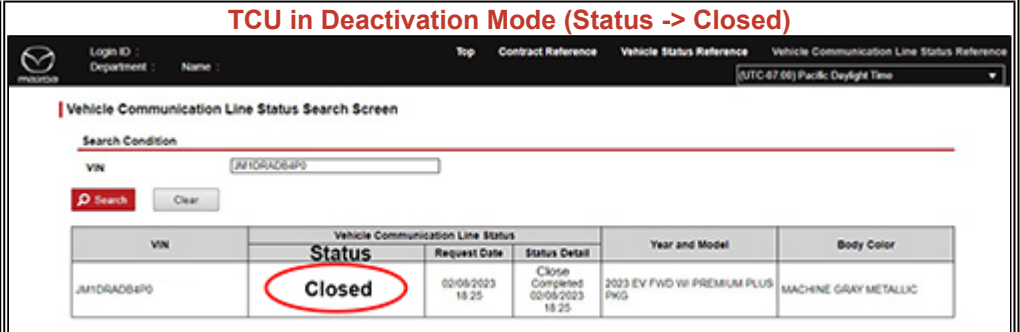 TCU in Deactivation Mode (Status -> Closed)
Login ID :
Top Contract Reference Vehicle Status Reference Vehicle Communication Line Status Reference
Department : Name :
mazda
(UTC-07:00) Pacific Daylight Time
Vehicle Communication Line Status Search Screen
Search Condition
VIN JM1DRADB4P0
Search Clear
VIN Vehicle Communication Line Status Year and Model Body Color
Status Request Date Status Detail
JM1DRADB4P0 Closed 02/08/2023 18:25 Close Completed 02/08/2023 18:25 2023 EV FWD W/ PREMIUM PLUS PKG MACHINE GRAY METALLIC